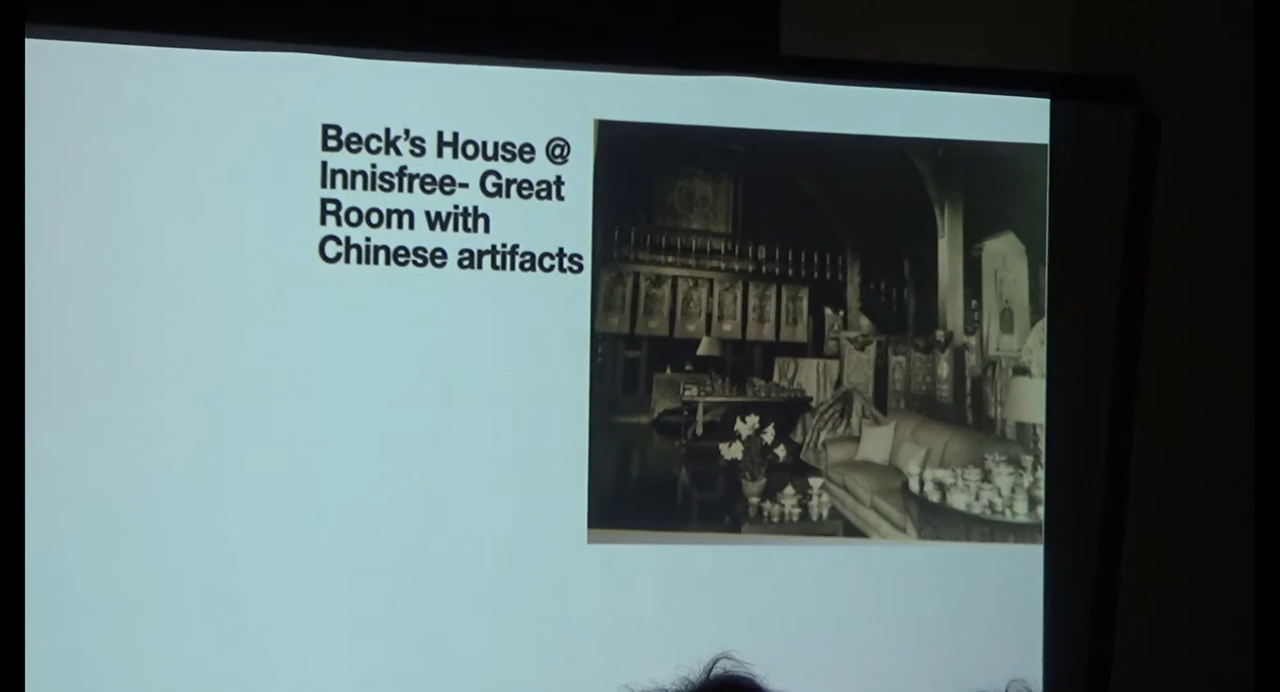 Beck's House @
Innisfree- Great
Room with
Chinese artifacts